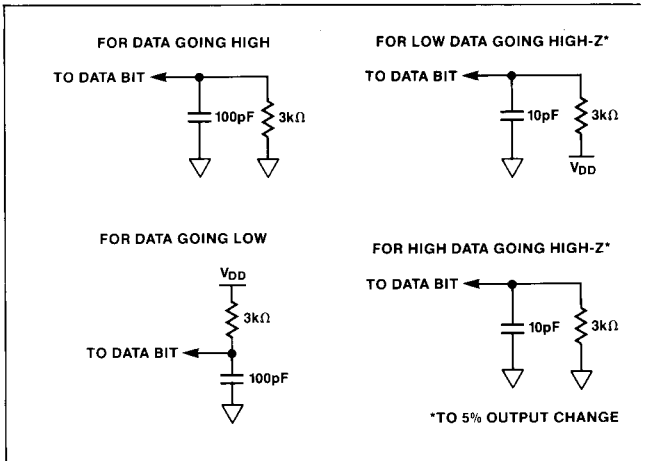 FOR DATA GOING HIGH
TO DATA BIT
100pF
3kΩ
FOR LOW DATA GOING HIGH-Z*
TO DATA BIT
10pF
3kΩ
VDD
FOR DATA GOING LOW
VDD
3kΩ
TO DATA BIT
100pF
FOR HIGH DATA GOING HIGH-Z*
TO DATA BIT
10pF
3kΩ
*TO 5% OUTPUT CHANGE